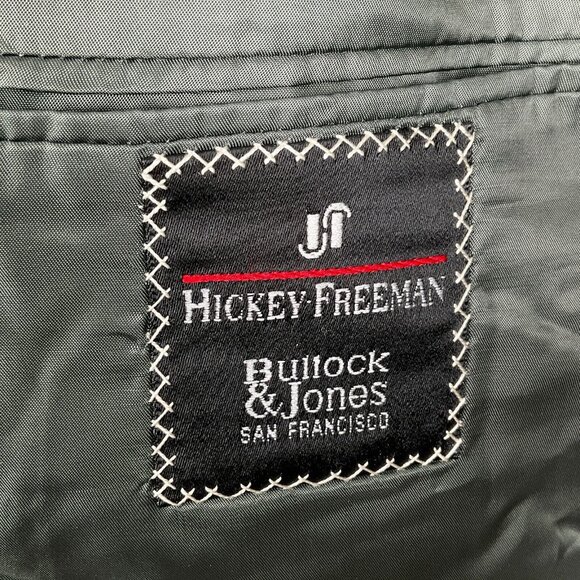 HICKEY-FREEMAN
Bullock
& Jones
SAN FRANCISCO